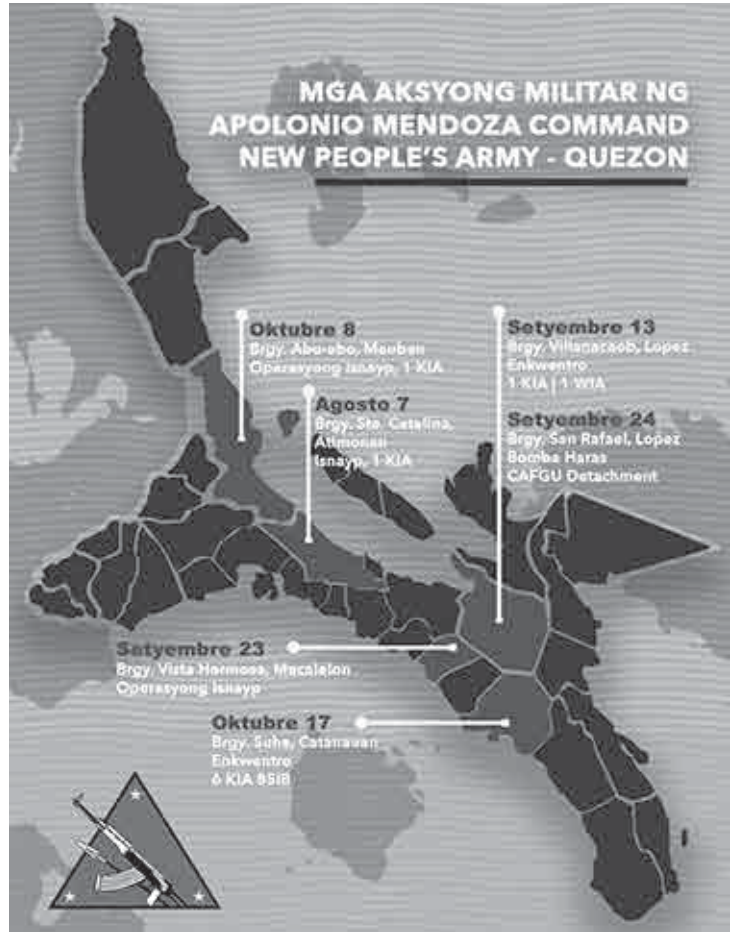 MGA AKSYONG MILITAR NG
APOLONIO MENDOZA COMMAND
NEW PEOPLE'S ARMY - QUEZON
Oktubre 8
Brgy. Abo-abo, Mauban
Operasyong Isnayp, 1 KIA
Agosto 7
Brgy. Sta. Catalina,
Atimonan
Isnayp, 1 KIA
Setyembre 13
Brgy. Villanacaob, Lopez
Enkwentro
1 KIA | 1 WIA
Setyembre 24
Brgy. San Rafael, Lopez
Bomba Haras
CAFGU Detachment
Setyembre 23
Brgy. Vista Hermosa, Macalelon
Operasyong Isnayp
Oktubre 17
Brgy. Suha, Catanauan
Enkwentro
6 KIA 85IB